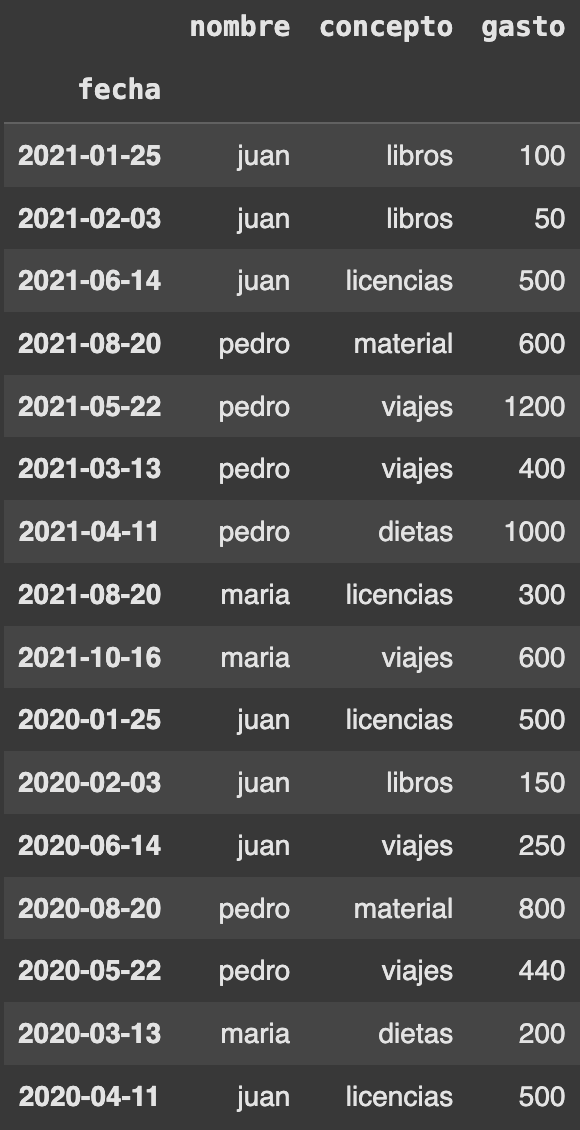 nombre concepto gasto
fecha
2021-01-25 juan libros 100
2021-02-03 juan libros 50
2021-06-14 juan licencias 500
2021-08-20 pedro material 600
2021-05-22 pedro viajes 1200
2021-03-13 pedro viajes 400
2021-04-11 pedro dietas 1000
2021-08-20 maria licencias 300
2021-10-16 maria viajes 600
2020-01-25 juan licencias 500
2020-02-03 juan libros 150
2020-06-14 juan viajes 250
2020-08-20 pedro material 800
2020-05-22 pedro viajes 440
2020-03-13 maria dietas 200
2020-04-11 juan licencias 500